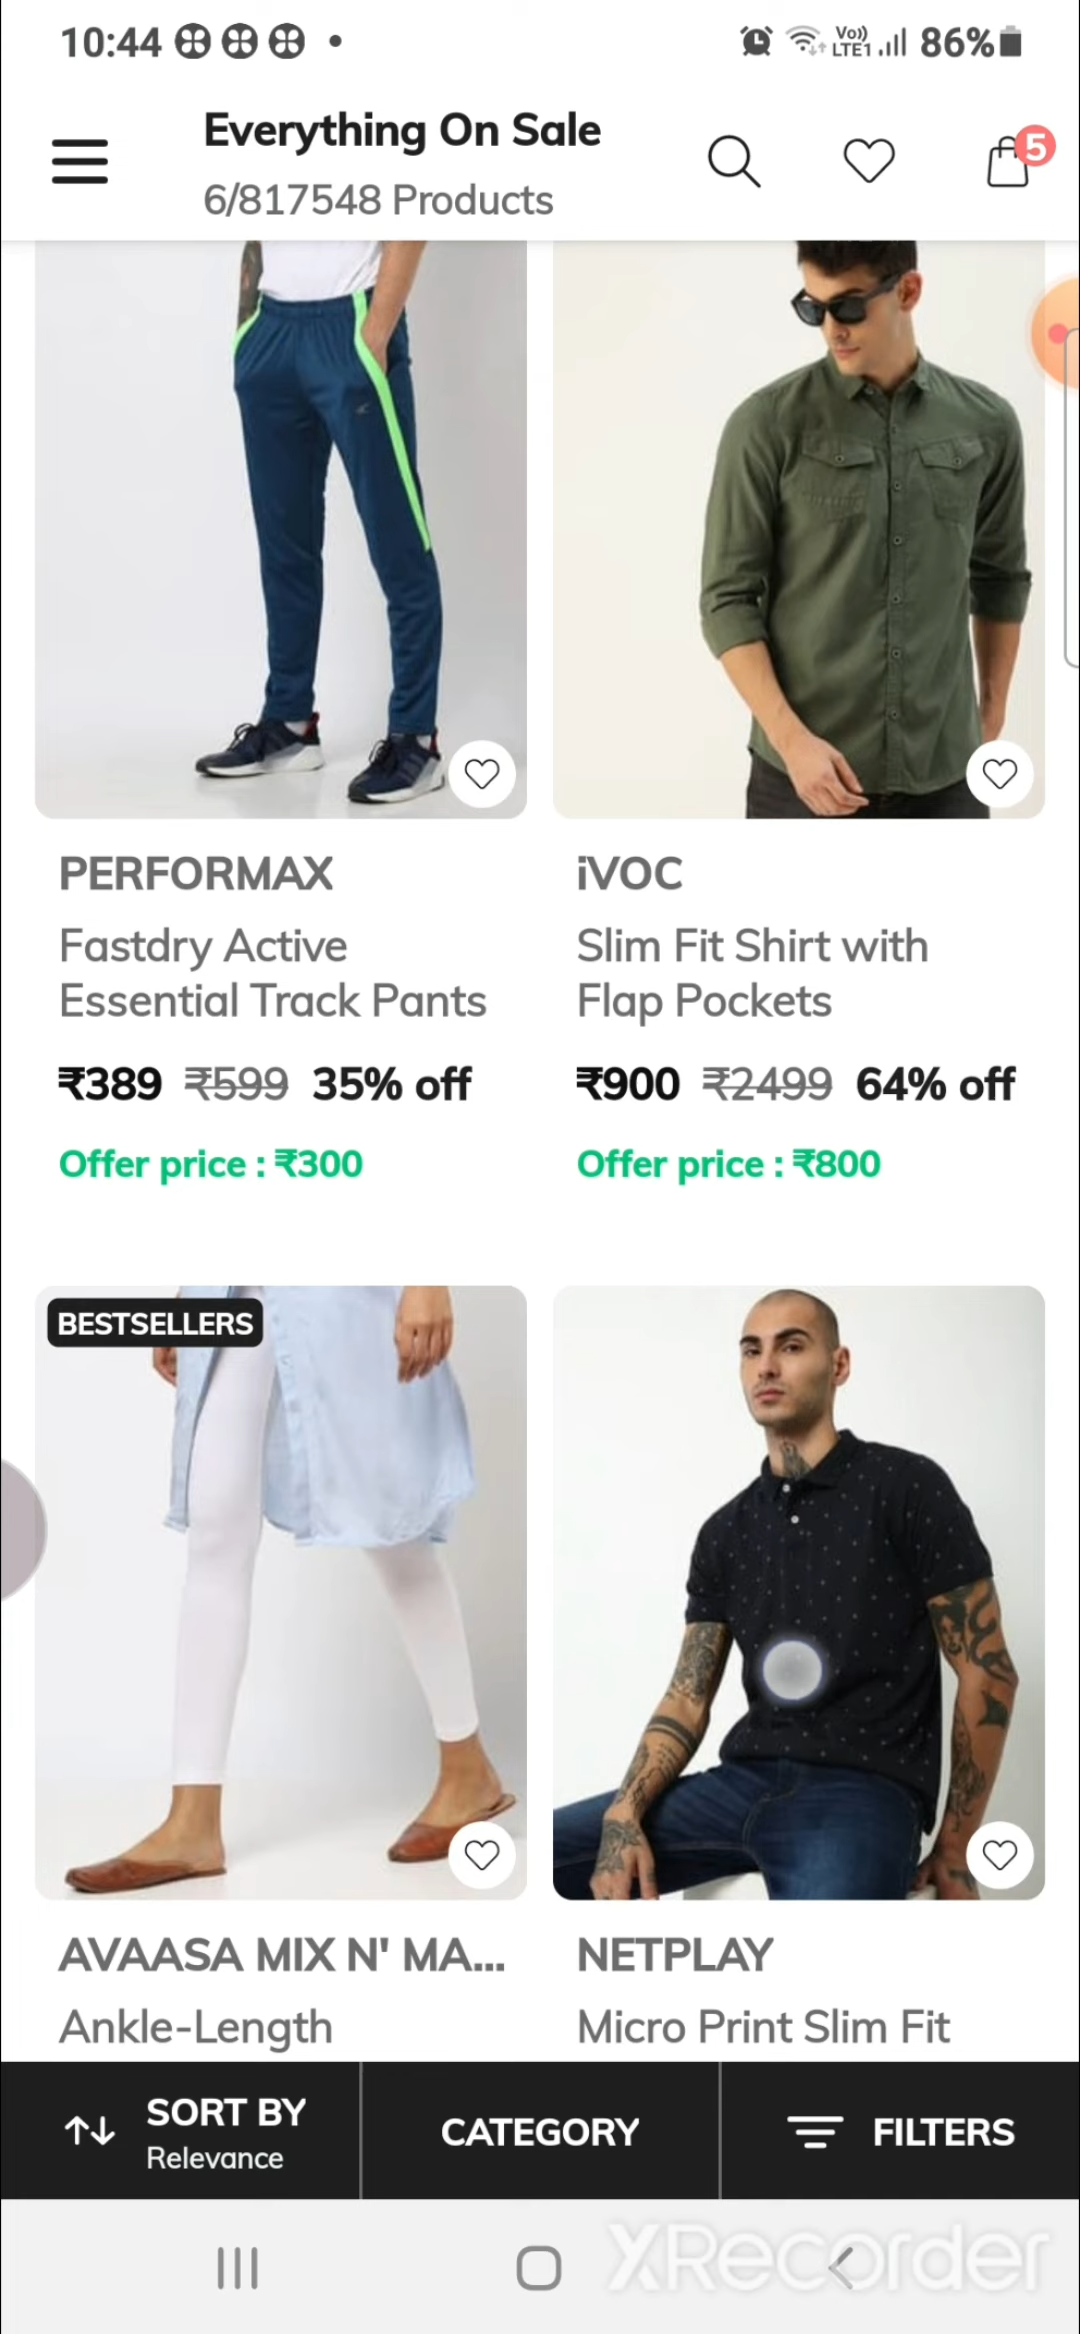 10:44
Vo))
LTE1
86%
Everything On Sale
6/817548 Products
5
PERFORMAX
Fastdry Active
Essential Track Pants
₹389 ₹599 35% off
Offer price : ₹300
iVOC
Slim Fit Shirt with
Flap Pockets
₹900 ₹2499 64% off
Offer price : ₹800
BESTSELLERS
AVAASA MIX N' MA...
Ankle-Length
NETPLAY
Micro Print Slim Fit
SORT BY
Relevance
CATEGORY
FILTERS
XRecorder